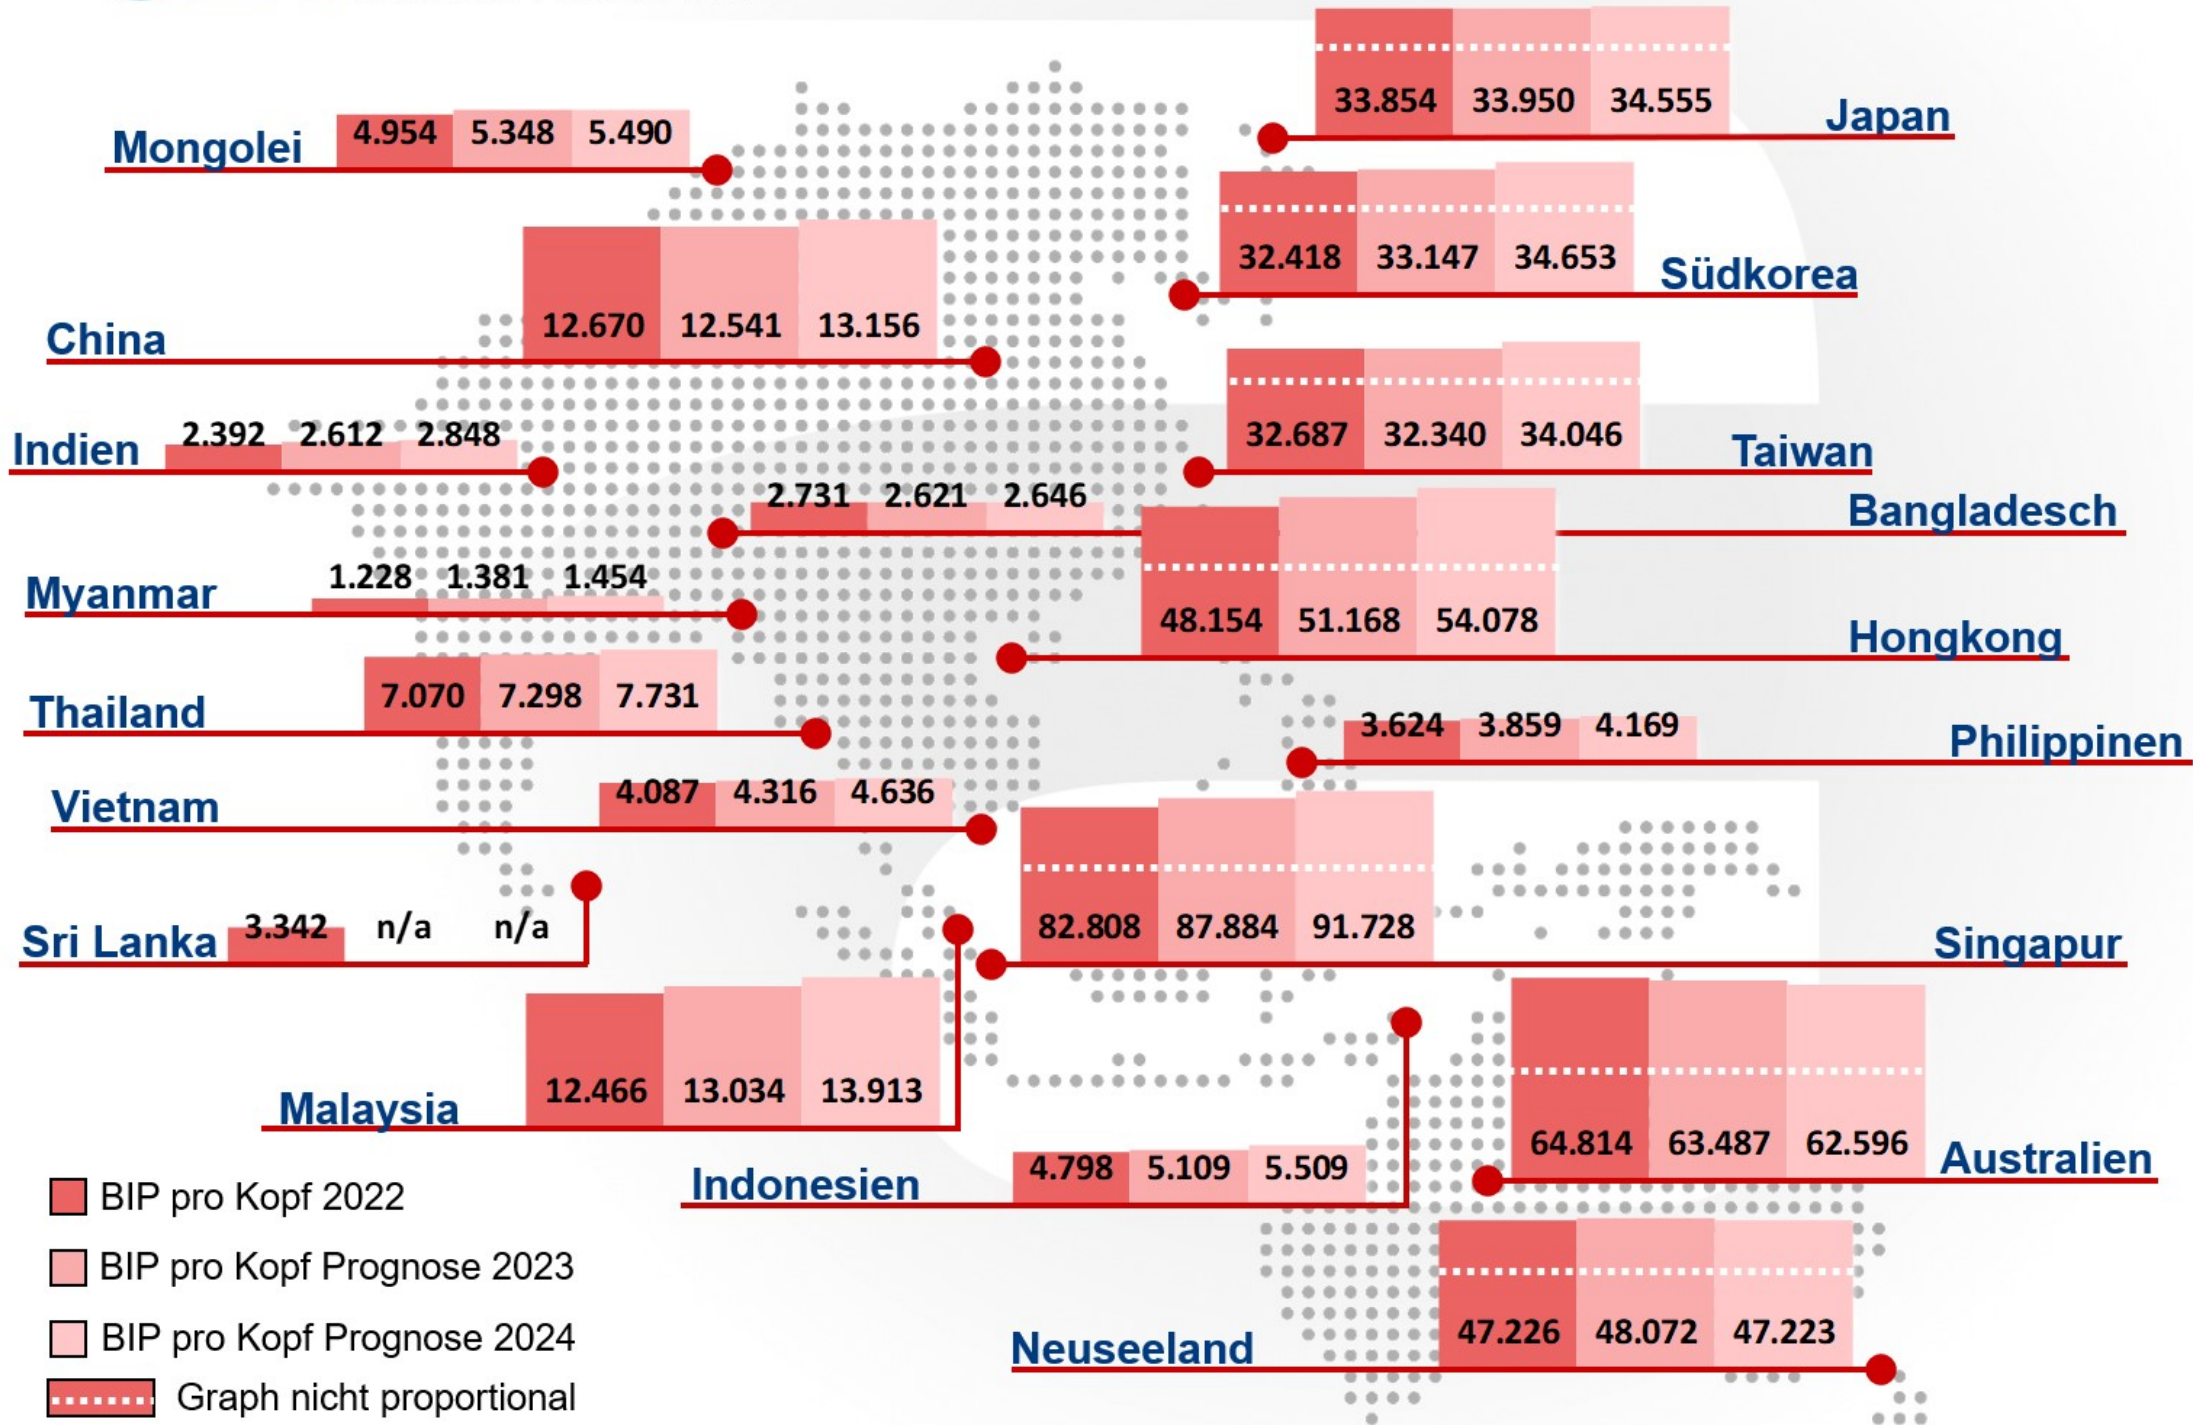 33.854 33.950 34.555 Japan
Mongolei 4.954 5.348 5.490
32.418 33.147 34.653 Südkorea
China 12.670 12.541 13.156
32.687 32.340 34.046 Taiwan
Indien 2.392 2.612 2.848
2.731 2.621 2.646 Bangladesch
Myanmar 1.228 1.381 1.454
48.154 51.168 54.078 Hongkong
Thailand 7.070 7.298 7.731
3.624 3.859 4.169 Philippinen
Vietnam 4.087 4.316 4.636
Sri Lanka 3.342 n/a n/a
82.808 87.884 91.728 Singapur
Malaysia 12.466 13.034 13.913
64.814 63.487 62.596 Australien
Indonesien 4.798 5.109 5.509
Neuseeland 47.226 48.072 47.223
BIP pro Kopf 2022
BIP pro Kopf Prognose 2023
BIP pro Kopf Prognose 2024
Graph nicht proportional